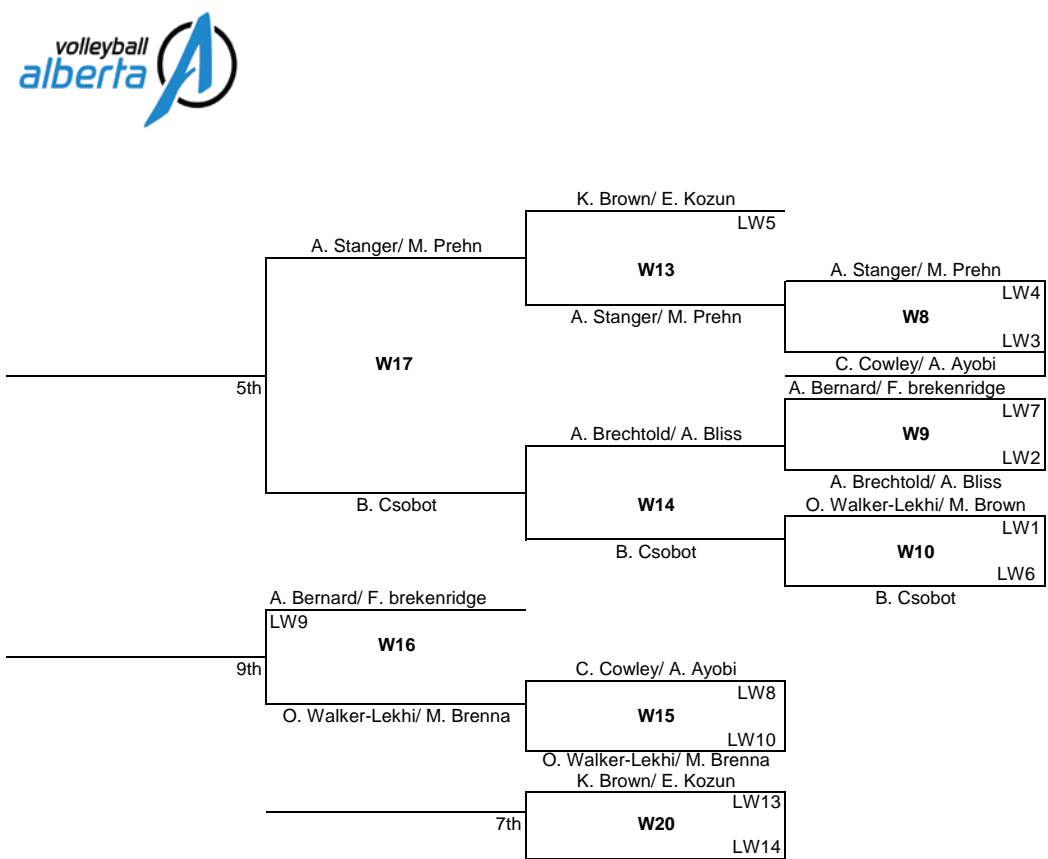 volleyball
alberta
K. Brown/ E. Kozun
LW5
A. Stanger/ M. Prehn
W13
A. Stanger/ M. Prehn
LW4
A. Stanger/ M. Prehn
W8
LW3
W17
C. Cowley/ A. Ayobi
5th
A. Bernard/ F. brekenridge
LW7
A. Brechtold/ A. Bliss
W9
LW2
A. Brechtold/ A. Bliss
B. Csobot
W14
O. Walker-Lekhi/ M. Brown
LW1
B. Csobot
W10
LW6
A. Bernard/ F. brekenridge
B. Csobot
LW9
W16
9th
C. Cowley/ A. Ayobi
LW8
O. Walker-Lekhi/ M. Brenna
W15
LW10
O. Walker-Lekhi/ M. Brenna
K. Brown/ E. Kozun
LW13
7th
W20
LW14